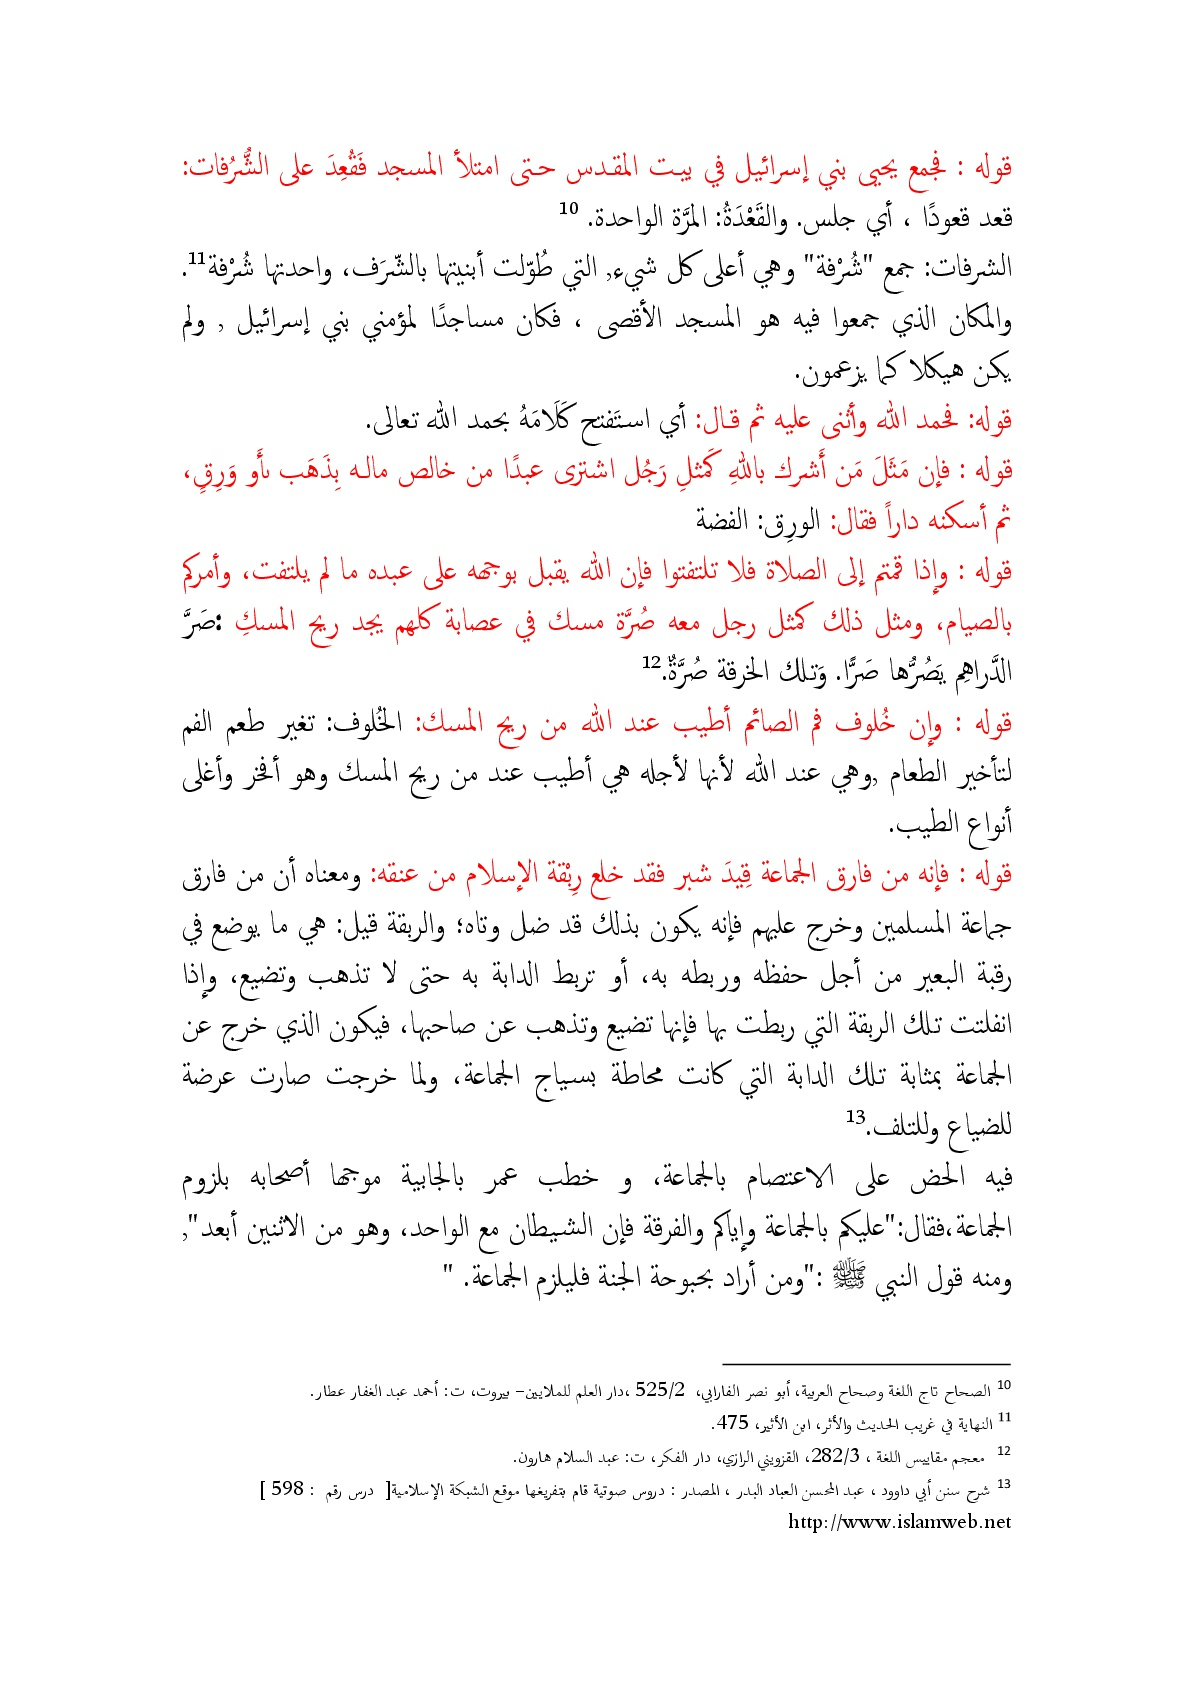 قوله : فجمع يحيى بني إسرائيل في بيت المقدس حتى امتلأ المسجد فَقُعِدَ على الشُّرُفات:
قعد قعودًا ، أي جلس. والقَعْدَةُ: المرَّة الواحدة. 10
الشرفات: جمع "شُرْفة" وهي أعلى كل شيء, التي طُوّلت أبنيتها بالشّرَف، واحدتها شُرْفة11.
والمكان الذي جمعوا فيه هو المسجد الأقصى ، فكان مساجدًا لمؤمني بني إسرائيل , ولم
يكن هيكلا كما يزعمون.
قوله: فحمد الله وأثنى عليه ثم قال: أي استَفتح كَلَامَهُ بحمد الله تعالى.
قوله : فإن مَثَلَ مَن أَشرك باللهِ كَمثلِ رَجُل اشترى عبدًا من خالص ماله بِذَهَب ىأو وَرِقٍ،
ثم أسكنه داراً فقال: الورِق: الفضة
قوله : وإذا قمتم إلى الصلاة فلا تلتفتوا فإن الله يقبل بوجهه على عبده ما لم يلتفت، وأمركم
بالصيام، ومثل ذلك كمثل رجل معه صُرَّة مسك في عصابة كلهم يجد ريح المسكِ :صَرَّ
الدَّراهِم يَصُرُّها صَرًّا. وَتلك الخرقة صُرَّةٌ.12
قوله : وإن خُلوف فم الصائم أطيب عند الله من ريح المسك: الخُلوف: تغير طعم الفم
لتأخير الطعام ,وهي عند الله لأنها لأجله هي أطيب عند من ريح المسك وهو أفخر وأغلى
أنواع الطيب.
قوله : فإنه من فارق الجماعة قِيدَ شبر فقد خلع رِبْقة الإسلام من عنقه: ومعناه أن من فارق
جماعة المسلمين وخرج عليهم فإنه يكون بذلك قد ضل وتاه؛ والربقة قيل: هي ما يوضع في
رقبة البعير من أجل حفظه وربطه به، أو تربط الدابة به حتى لا تذهب وتضيع، وإذا
انفلتت تلك الربقة التي ربطت بها فإنها تضيع وتذهب عن صاحبها، فيكون الذي خرج عن
الجماعة بمثابة تلك الدابة التي كانت محاطة بسياج الجماعة، ولما خرجت صارت عرضة
للضياع وللتلف.13
فيه الحض على الاعتصام بالجماعة، و خطب عمر بالجابية موجها أصحابه بلزوم
الجماعة،فقال:"عليكم بالجماعة وإياكم والفرقة فإن الشيطان مع الواحد، وهو من الاثنين أبعد",
ومنه قول النبي ﷺ :"ومن أراد بحبوحة الجنة فليلزم الجماعة. "
10 الصحاح تاج اللغة وصحاح العربية، أبو نصر الفارابي، 525/2 ،دار العلم للملايين– بيروت، ت: أحمد عبد الغفار عطار.
11 النهاية في غريب الحديث والأثر، ابن الأثير، 475.
12 معجم مقاييس اللغة ، 282/3، القزويني الرازي، دار الفكر، ت: عبد السلام هارون.
13 شرح سنن أبي داوود ، عبد المحسن العباد البدر ، المصدر : دروس صوتية قام بتفريغها موقع الشبكة الإسلامية[ درس رقم : 598 ]
http://www.islamweb.net